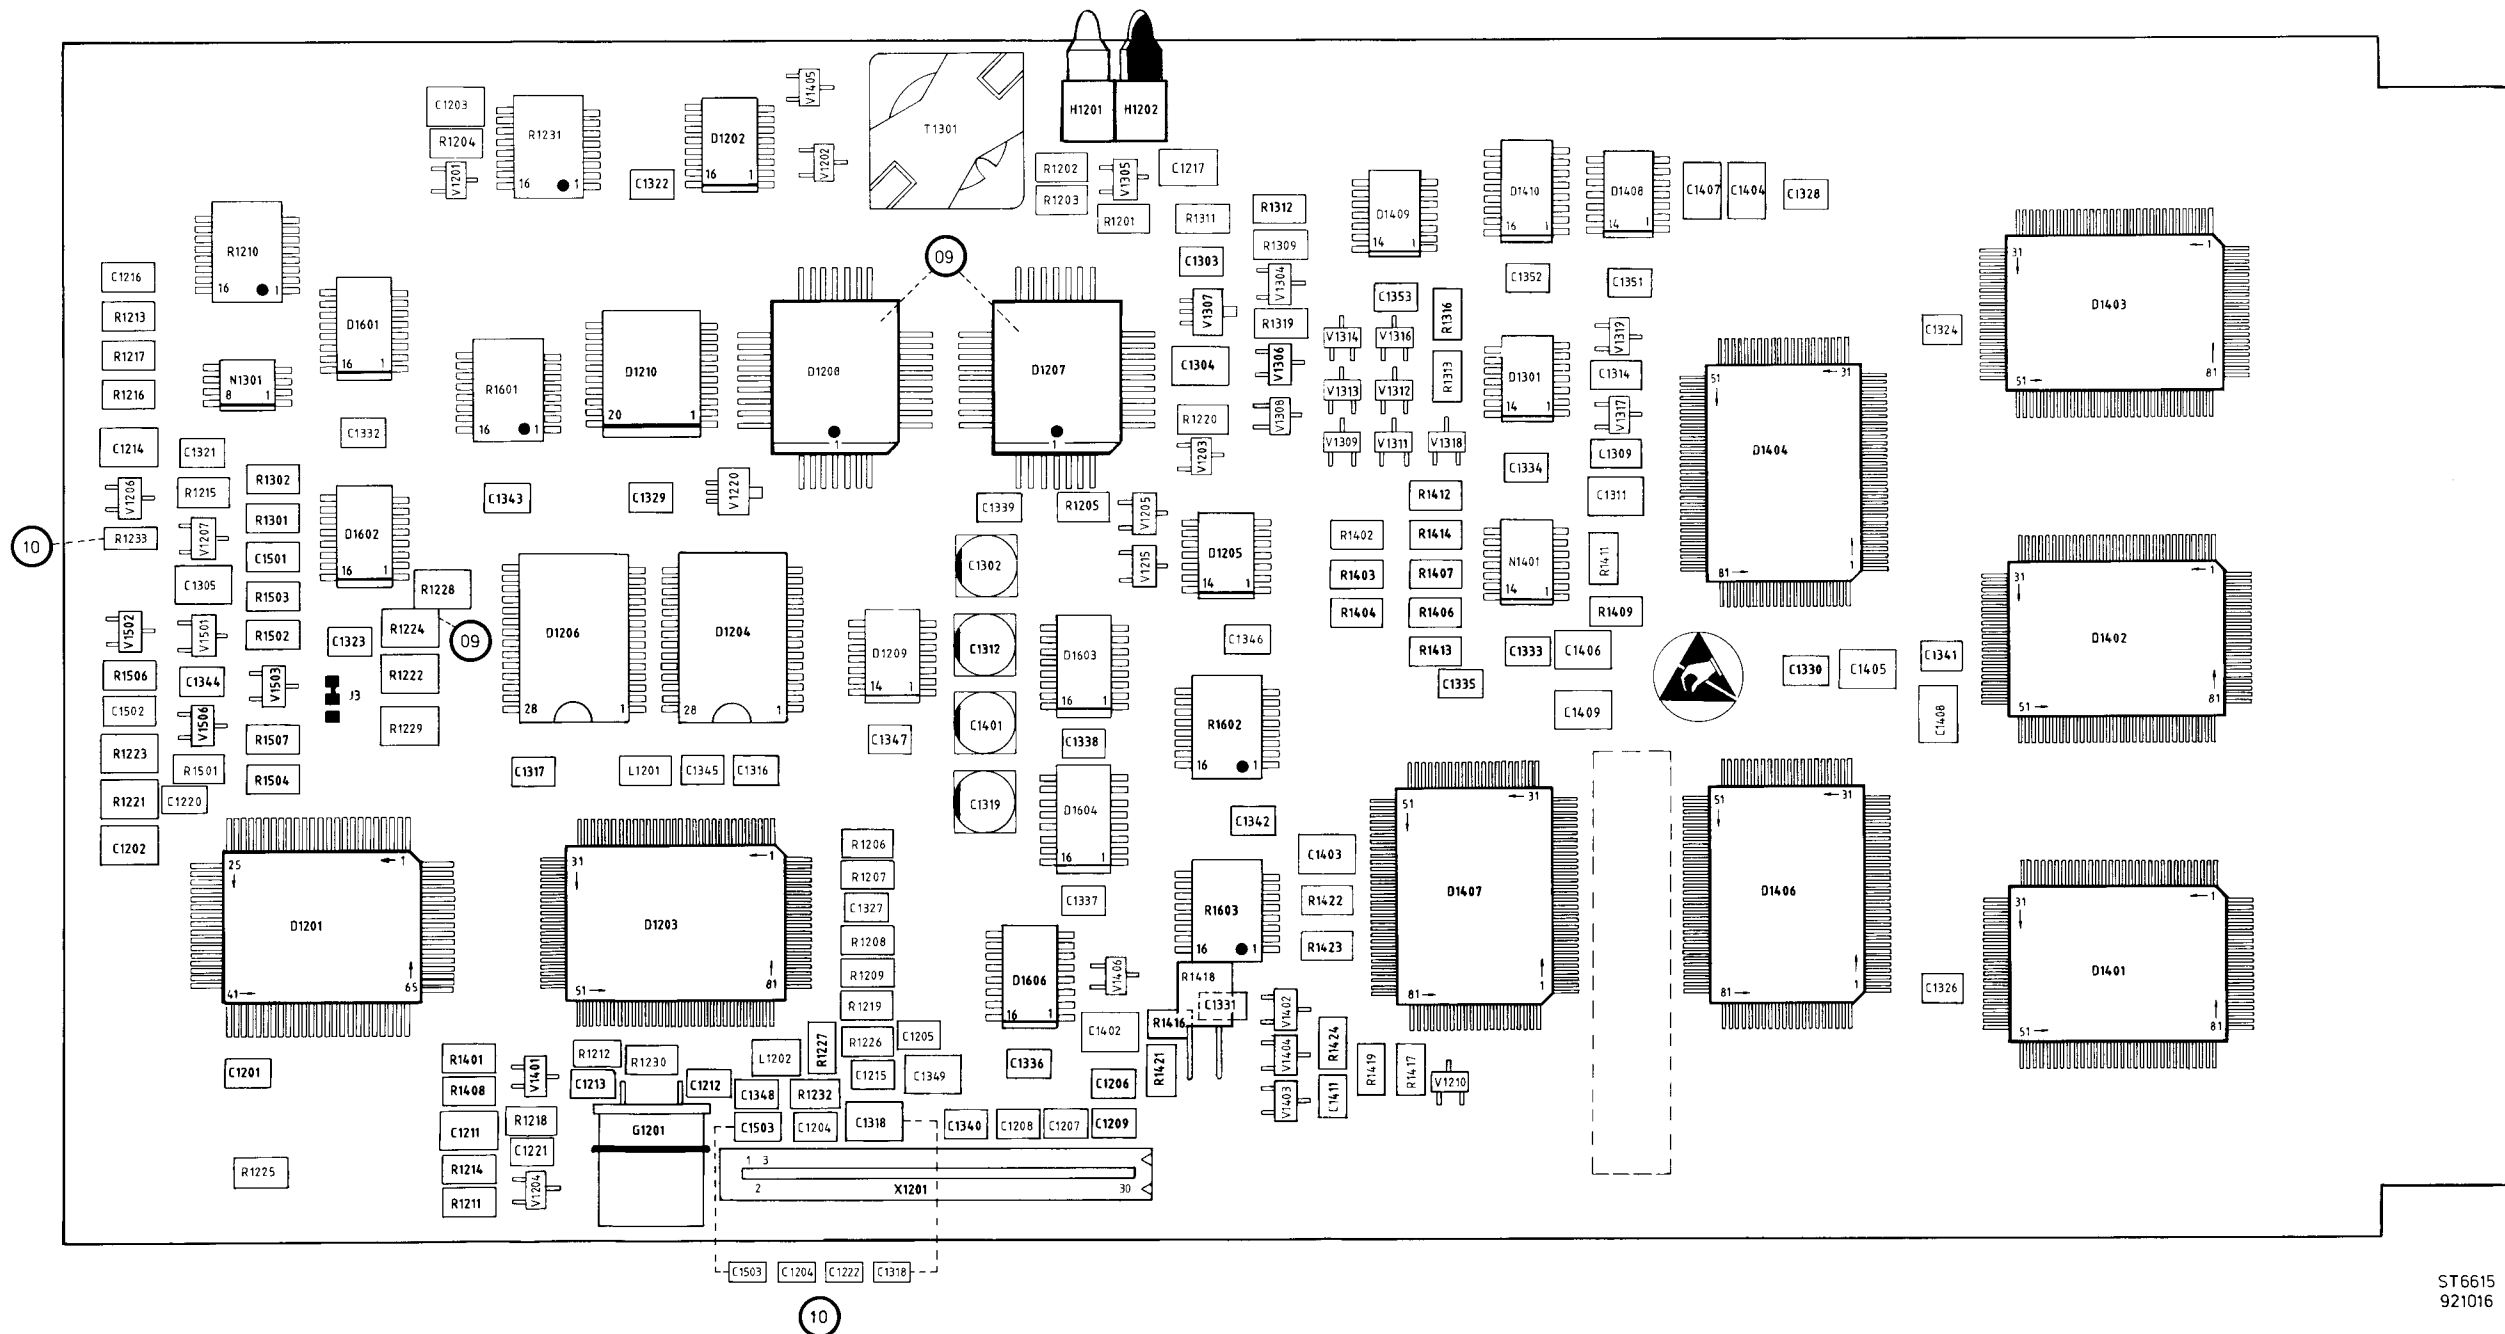 V1405
C1203
H1201 H1202
R1231
D1202
T1301
R1204
16 1
V1201
16 1
V1202
C1322
R1202
V1305
C1217
R1203
R1201
R1311
R1312
D1409
14 1
D1410
16 1
D1408
14 1
C1407
C1404
C1328
R1210
16 1
09
R1309
C1303
V1304
C1352
C1351
31 1
D1403
51 81
C1216
R1213
D1601
16 1
R1217
N1301
8 1
R1216
R1601
16 1
D1210
20 1
D1208
1
D1207
1
V1307
R1319
C1304
V1306
C1353
R1316
V1314
V1316
R1313
V1313
V1312
D1301
14 1
V1319
C1314
V1317
C1324
51 31
D1404
81 1
C1214
C1321
C1332
R1220
V1308
V1203
V1309
V1311
V1318
C1334
C1309
V1206
R1215
R1302
C1343
C1329
V1220
C1339
R1205
V1205
R1412
C1311
10
R1233
V1207
R1301
D1602
16 1
C1501
C1302
V1215
D1205
14 1
R1402
R1414
N1401
14 1
R1411
31 1
D1402
51 81
C1305
R1503
R1228
R1403
R1407
R1404
R1406
R1409
V1502
V1501
R1502
C1323
R1224
09
D1206
28 1
D1204
28 1
D1209
14 1
C1312
D1603
16 1
C1346
R1413
C1333
C1406
C1330
C1405
C1341
R1506
C1344
V1503
J3
R1222
C1335
C1502
V1506
R1507
R1229
C1401
R1602
16 1
C1409
C1408
R1223
R1501
R1504
C1317
L1201
C1345
C1316
C1347
C1338
R1221
C1220
C1319
D1604
16 1
C1342
51 31
D1407
81 1
51 31
D1406
81 1
C1202
25 1
D1201
41 65
31 1
D1203
51 81
R1206
R1207
C1327
R1208
R1209
R1219
C1337
C1403
R1603
16 1
R1422
R1423
31 1
D1401
51 81
D1606
16 1
V1406
R1418
C1331
C1326
R1416
V1402
C1402
R1227
R1226
C1205
C1201
R1401
V1401
R1212
R1230
L1202
C1215
C1349
C1336
C1206
R1421
V1404
R1424
R1419
R1417
V1210
R1408
C1213
C1212
C1348
R1232
V1403
C1411
C1211
R1218
G1201
C1503
C1204
C1318
C1340
C1208
C1207
C1209
C1221
R1225
R1214
V1204
R1211
1 3
2 X1201 30
C1503 C1204 C1222 C1318
10
ST6615
921016